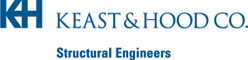 KH KEAST & HOOD CO.
Structural Engineers